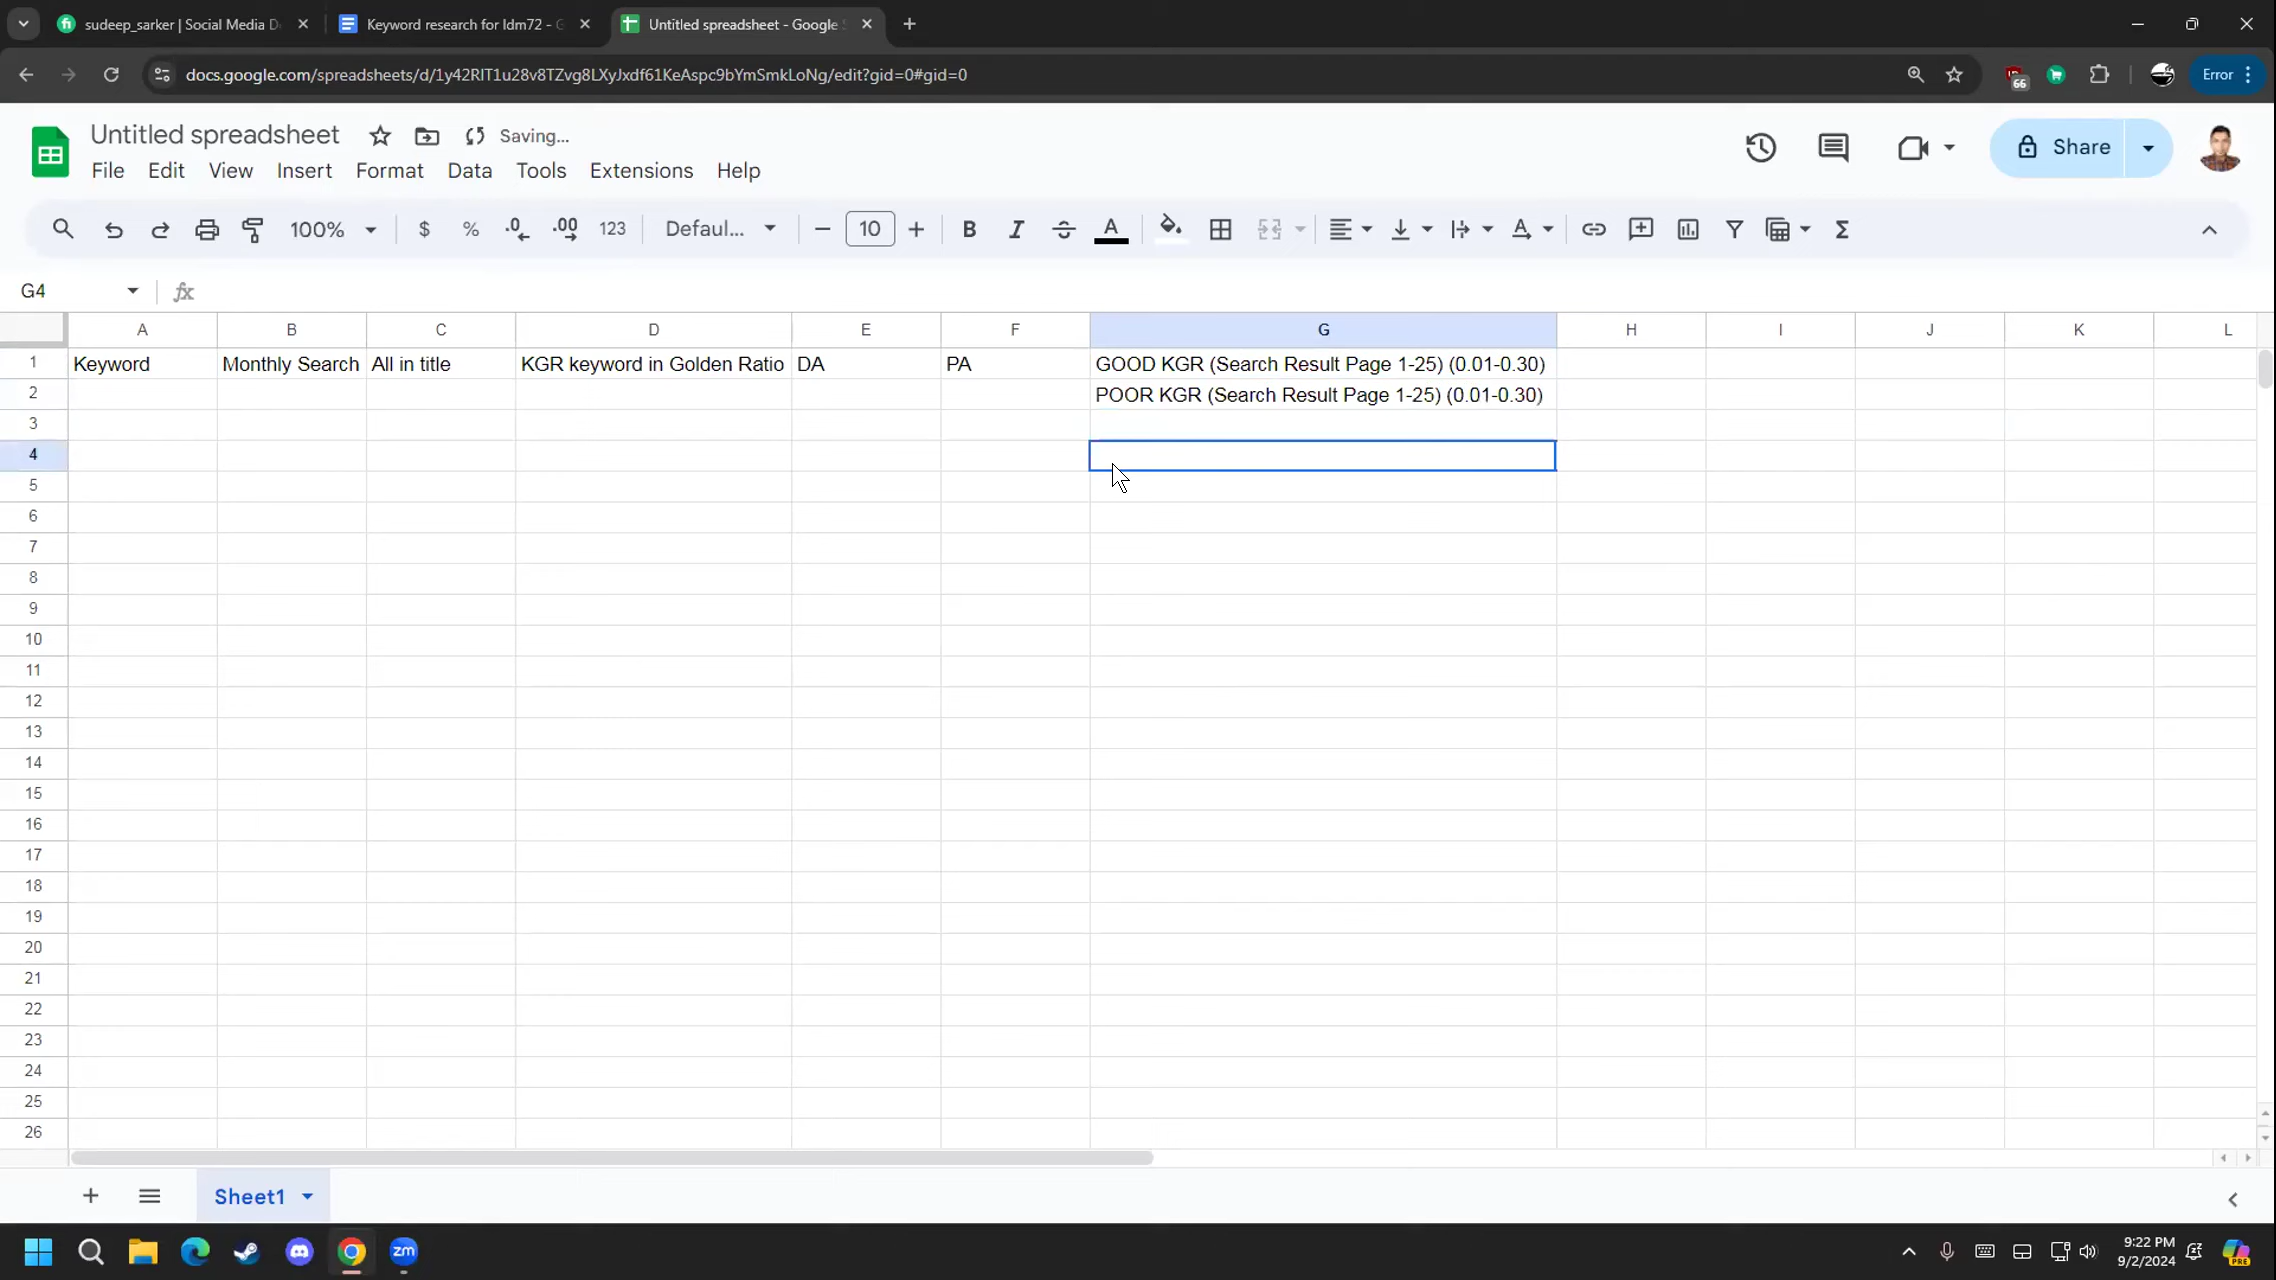 sudeep_sarker | Social Media D
Keyword research for ldm72 - G
Untitled spreadsheet - Google S
docs.google.com/spreadsheets/d/1y42RlT1u28v8TZvg8LXyJxdf61KeAspc9bYmSmkLoNg/edit?gid=0#gid=0
66
Error
Untitled spreadsheet
Saving...
File Edit View Insert Format Data Tools Extensions Help
Share
100% $ % .0 .00 123 Defaul... 10 B I A
G4 fx
A B C D E F G H I J K L
1 Keyword Monthly Search All in title KGR keyword in Golden Ratio DA PA GOOD KGR (Search Result Page 1-25) (0.01-0.30)
2 POOR KGR (Search Result Page 1-25) (0.01-0.30)
3
4
5
6
7
8
9
10
11
12
13
14
15
16
17
18
19
20
21
22
23
24
25
26
Sheet1
zm
9:22 PM
9/2/2024
PRE